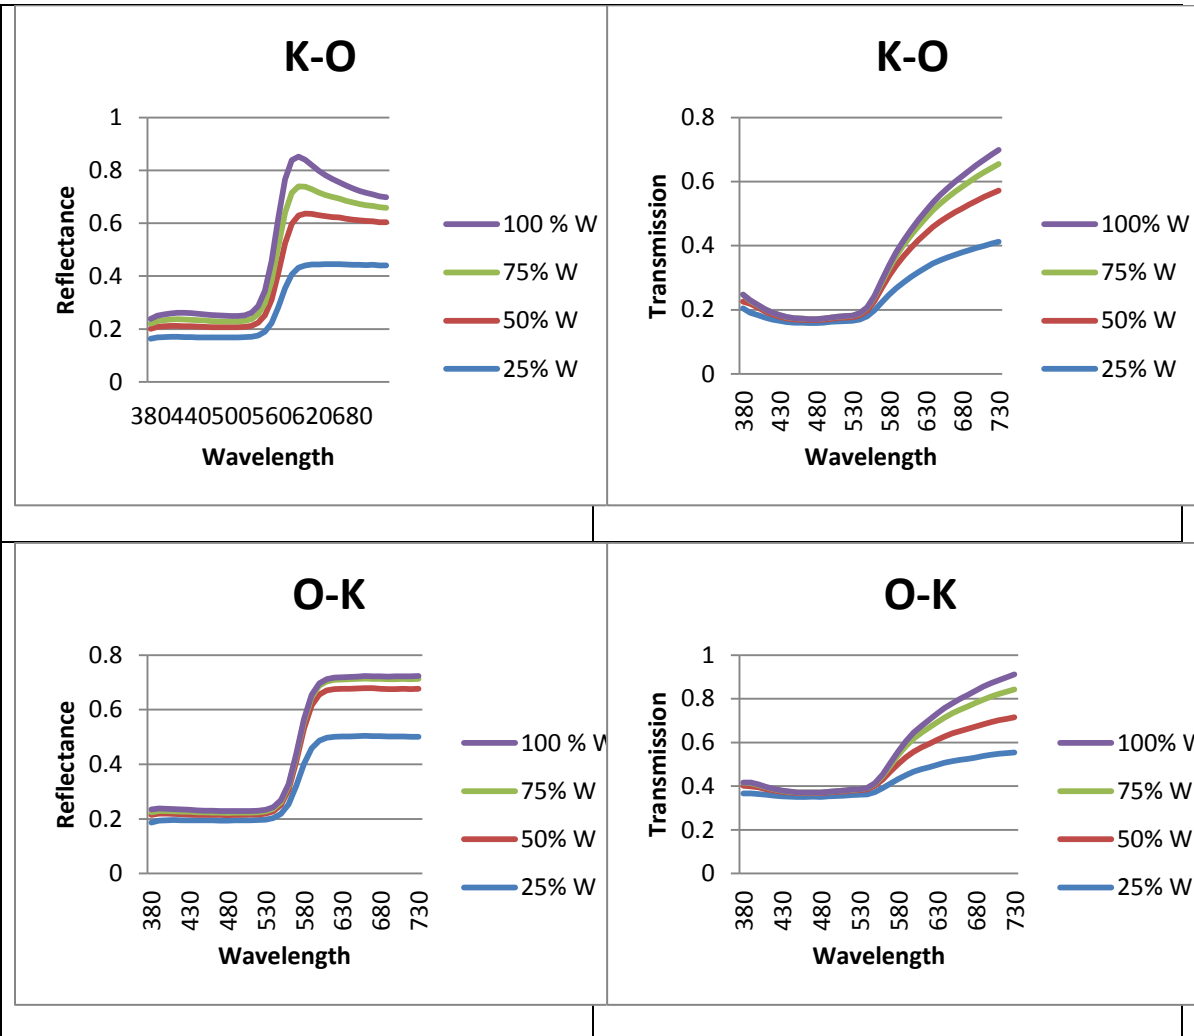 K-O
1
0.8
0.6
0.4
0.2
0
Reflectance
380440500560620680
Wavelength
100 % W
75% W
50% W
25% W
K-O
0.8
0.6
0.4
0.2
0
Transmission
380
430
480
530
580
630
680
730
Wavelength
100% W
75% W
50% W
25% W
O-K
0.8
0.6
0.4
0.2
0
Reflectance
380
430
480
530
580
630
680
730
Wavelength
100 % W
75% W
50% W
25% W
O-K
1
0.8
0.6
0.4
0.2
0
Transmission
380
430
480
530
580
630
680
730
Wavelength
100% W
75% W
50% W
25% W